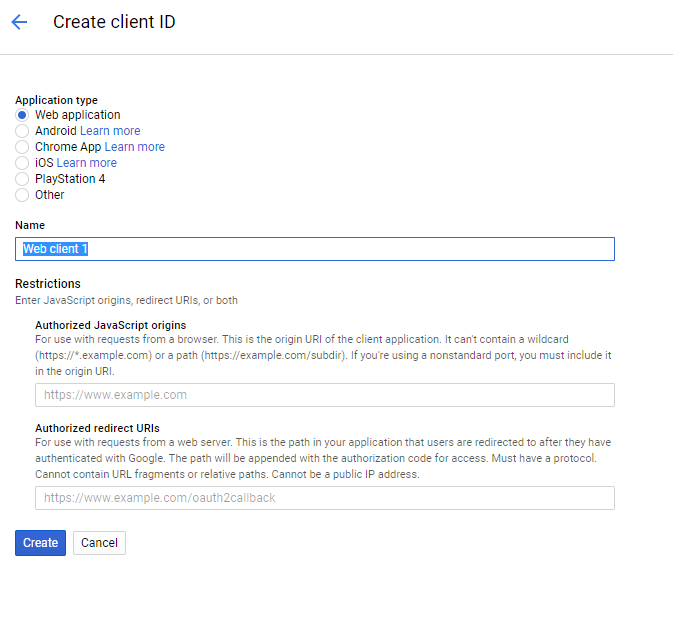 Create client ID
Application type
Web application
Android Learn more
Chrome App Learn more
iOS Learn more
PlayStation 4
Other
Name
Web client 1
Restrictions
Enter JavaScript origins, redirect URIs, or both
Authorized JavaScript origins
For use with requests from a browser. This is the origin URI of the client application. It can't contain a wildcard
(https://*.example.com) or a path (https://example.com/subdir). If you're using a nonstandard port, you must include it
in the origin URI.
https://www.example.com
Authorized redirect URIs
For use with requests from a web server. This is the path in your application that users are redirected to after they have
authenticated with Google. The path will be appended with the authorization code for access. Must have a protocol.
Cannot contain URL fragments or relative paths. Cannot be a public IP address.
https://www.example.com/oauth2callback
Create Cancel